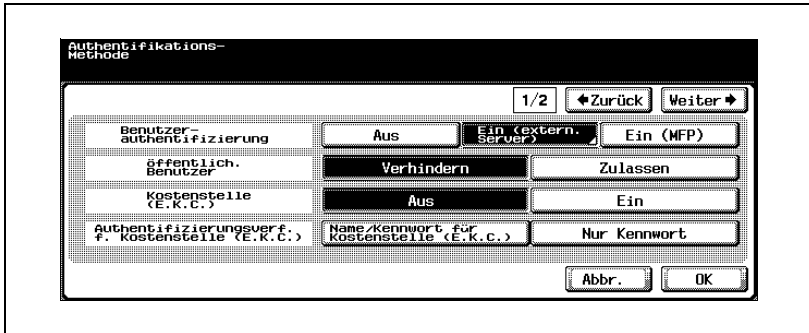 Authentifikations-
Methode
1/2 Zurück Weiter
Benutzer-
authentifizierung
Aus
Ein (extern.
Server)
Ein (MFP)
öffentlich.
Benutzer
Verhindern
Zulassen
Kostenstelle
(E.K.C.)
Aus
Ein
Authentifizierungsverf.
f. Kostenstelle (E.K.C.)
Name/Kennwort für
Kostenstelle (E.K.C.)
Nur Kennwort
Abbr. OK